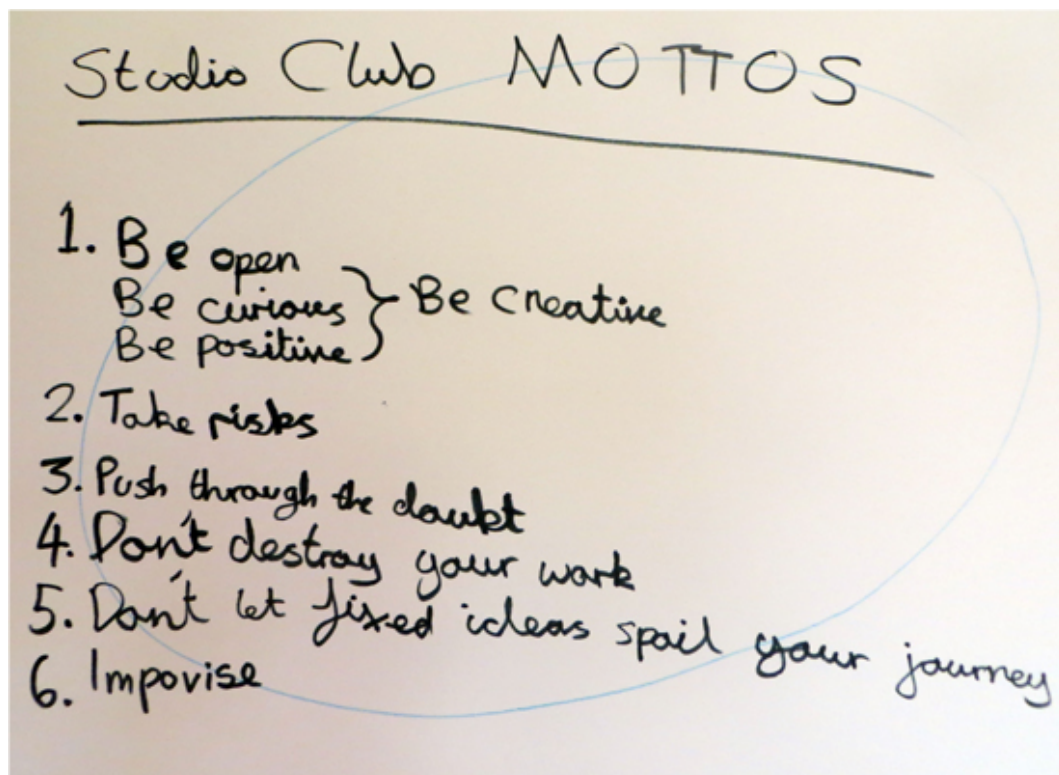 Studio Club MOTTOS
1. Be open
Be curious } Be Creative
Be positive
2. Take risks
3. Push through the doubt
4. Don't destroy your work
5. Don't let fixed ideas spoil your journey
6. Impovise